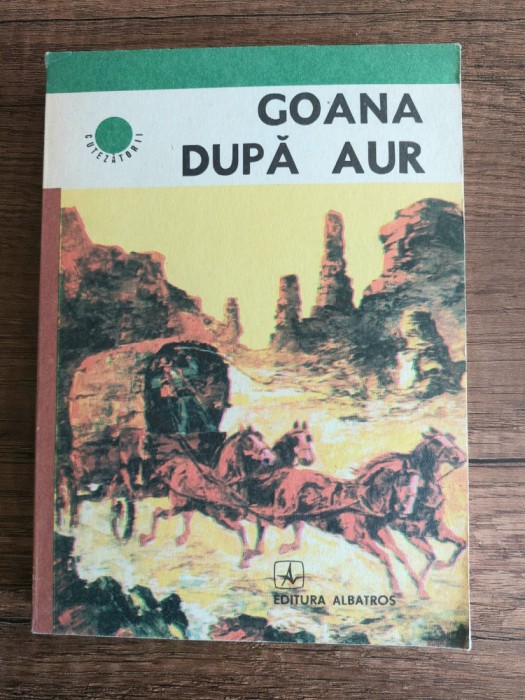 GOANA
DUPĂ AUR
CUTEZĂTORII
EDITURA ALBATROS